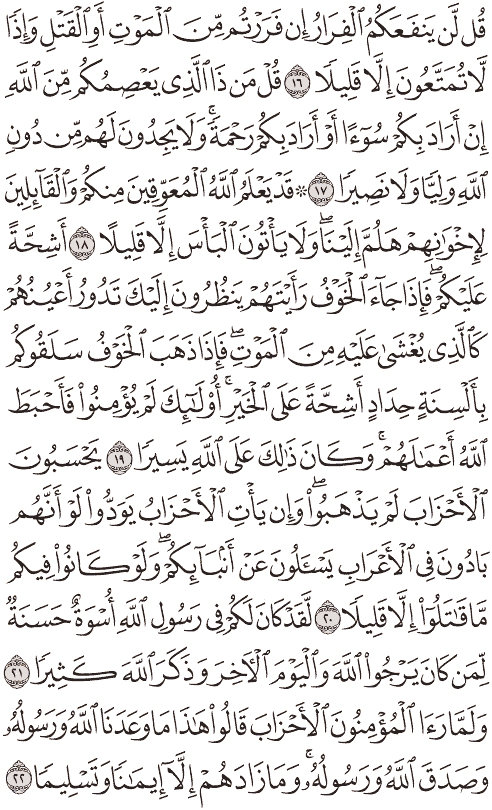 قُل لَّن يَنفَعَكُمُ ٱلۡفِرَارُ إِن فَرَرۡتُم مِّنَ ٱلۡمَوۡتِ أَوِ ٱلۡقَتۡلِ وَإِذٗا
لَّا تُمَتَّعُونَ إِلَّا قَلِيلٗا ١٦ قُلۡ مَن ذَا ٱلَّذِي يَعۡصِمُكُم مِّنَ ٱللَّهِ
إِنۡ أَرَادَ بِكُمۡ سُوٓءًا أَوۡ أَرَادَ بِكُمۡ رَحۡمَةٗۚ وَلَا يَجِدُونَ لَهُم مِّن دُونِ
ٱللَّهِ وَلِيّٗا وَلَا نَصِيرٗا ١٧ ۞ قَدۡ يَعۡلَمُ ٱللَّهُ ٱلۡمُعَوِّقِينَ مِنكُمۡ وَٱلۡقَآئِلِينَ
لِإِخۡوَٰنِهِمۡ هَلُمَّ إِلَيۡنَاۖ وَلَا يَأۡتُونَ ٱلۡبَأۡسَ إِلَّا قَلِيلًا ١٨ أَشِحَّةً
عَلَيۡكُمۡۖ فَإِذَا جَآءَ ٱلۡخَوۡفُ رَأَيۡتَهُمۡ يَنظُرُونَ إِلَيۡكَ تَدُورُ أَعۡيُنُهُمۡ
كَٱلَّذِي يُغۡشَىٰ عَلَيۡهِ مِنَ ٱلۡمَوۡتِۖ فَإِذَا ذَهَبَ ٱلۡخَوۡفُ سَلَقُوكُم
بِأَلۡسِنَةٍ حِدَادٍ أَشِحَّةً عَلَى ٱلۡخَيۡرِۚ أُوْلَٰٓئِكَ لَمۡ يُؤۡمِنُواْ فَأَحۡبَطَ
ٱللَّهُ أَعۡمَٰلَهُمۡۚ وَكَانَ ذَٰلِكَ عَلَى ٱللَّهِ يَسِيرٗا ١٩ يَحۡسَبُونَ
ٱلۡأَحۡزَابَ لَمۡ يَذۡهَبُواْۖ وَإِن يَأۡتِ ٱلۡأَحۡزَابُ يَوَدُّواْ لَوۡ أَنَّهُم
بَادُونَ فِي ٱلۡأَعۡرَابِ يَسۡـَٔلُونَ عَنۡ أَنۢبَآئِكُمۡۖ وَلَوۡ كَانُواْ فِيكُم
مَّا قَٰتَلُوٓاْ إِلَّا قَلِيلٗا ٢٠ لَّقَدۡ كَانَ لَكُمۡ فِي رَسُولِ ٱللَّهِ أُسۡوَةٌ حَسَنَةٞ
لِّمَن كَانَ يَرۡجُواْ ٱللَّهَ وَٱلۡيَوۡمَ ٱلۡأٓخِرَ وَذَكَرَ ٱللَّهَ كَثِيرٗا ٢١
وَلَمَّا رَءَا ٱلۡمُؤۡمِنُونَ ٱلۡأَحۡزَابَ قَالُواْ هَٰذَا مَا وَعَدَنَا ٱللَّهُ وَرَسُولُهُۥ
وَصَدَقَ ٱللَّهُ وَرَسُولُهُۥۚ وَمَا زَادَهُمۡ إِلَّآ إِيمَٰنٗا وَتَسۡلِيمٗا ٢٢